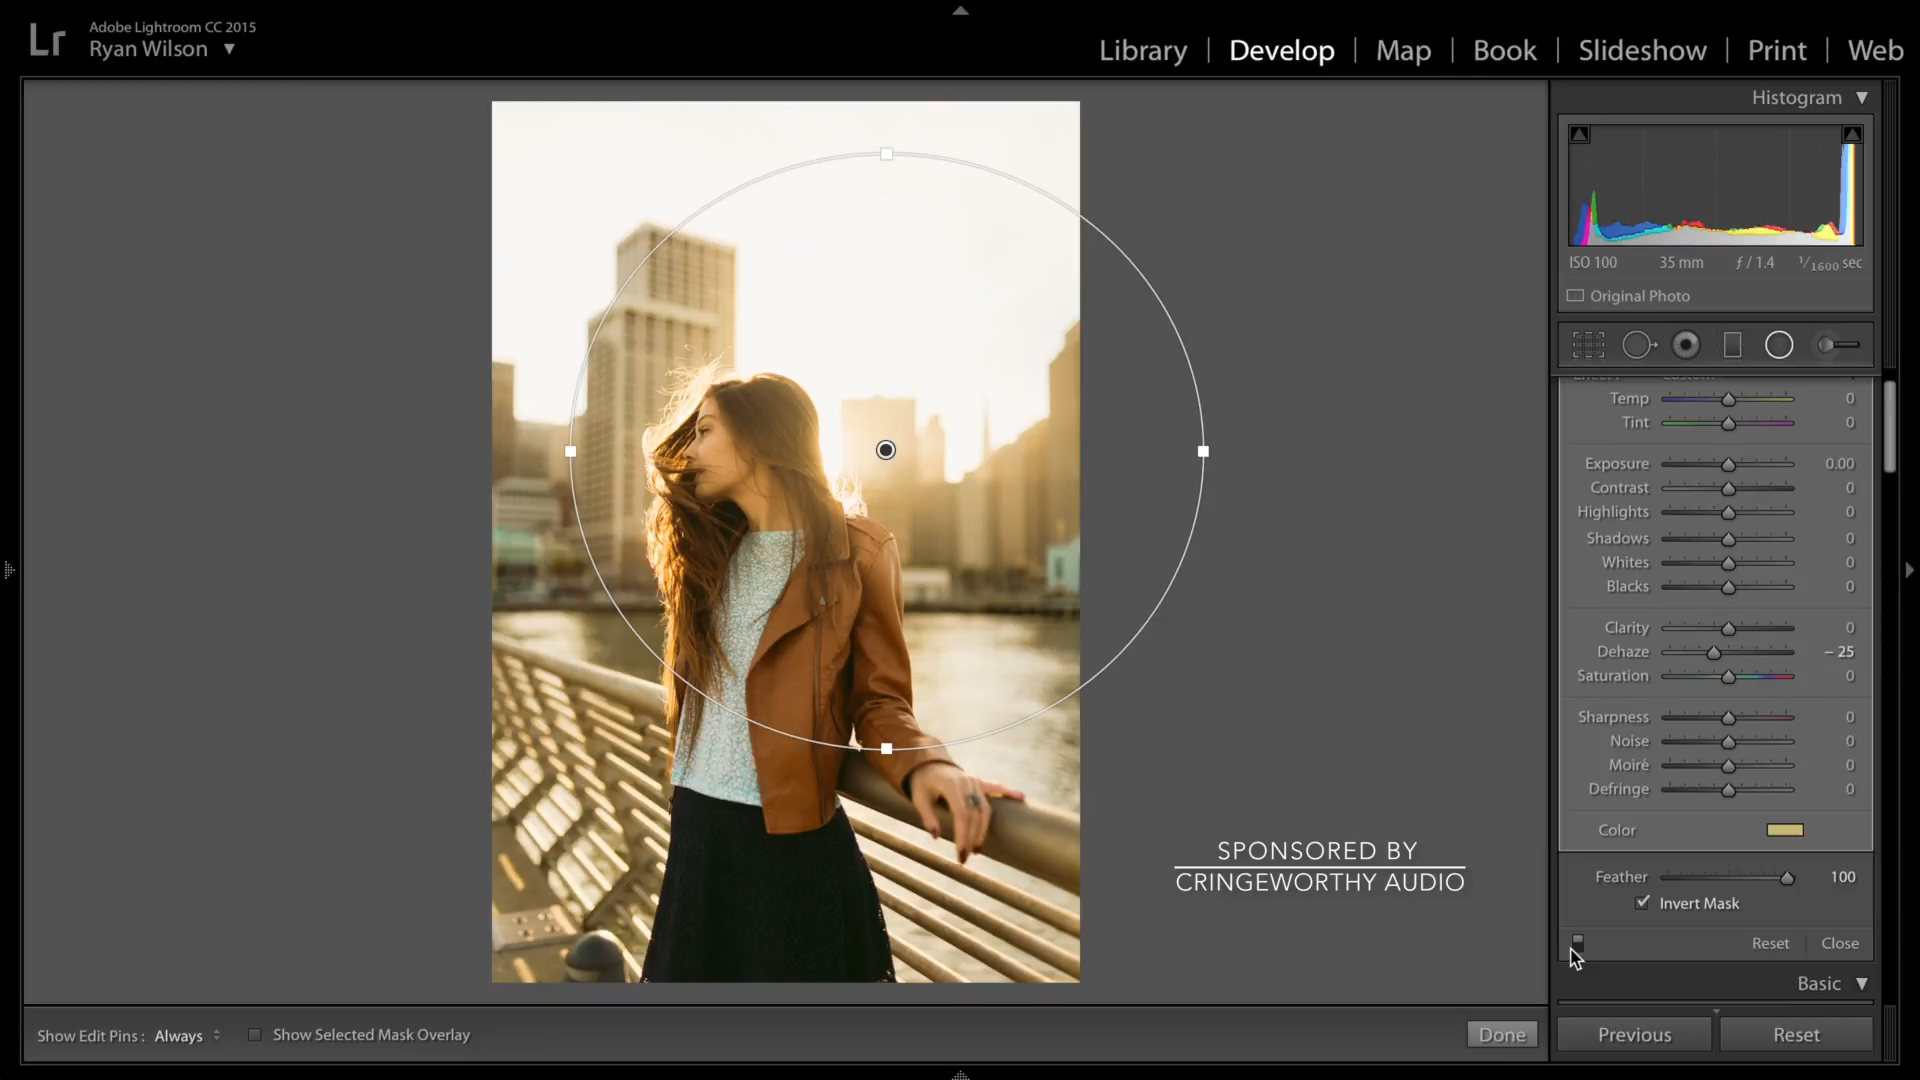 Lr
Adobe Lightroom CC 2015
Ryan Wilson
Library | Develop | Map | Book | Slideshow | Print | Web
Histogram
ISO 100 35 mm ƒ / 1.4 1/1600 sec
Original Photo
Temp 0
Tint 0
Exposure 0.00
Contrast 0
Highlights 0
Shadows 0
Whites 0
Blacks 0
Clarity 0
Dehaze – 25
Saturation 0
Sharpness 0
Noise 0
Moiré 0
Defringe 0
Color
Feather 100
Invert Mask
Reset | Close
Basic
SPONSORED BY
CRINGEWORTHY AUDIO
Show Edit Pins : Always Show Selected Mask Overlay Done
Previous Reset